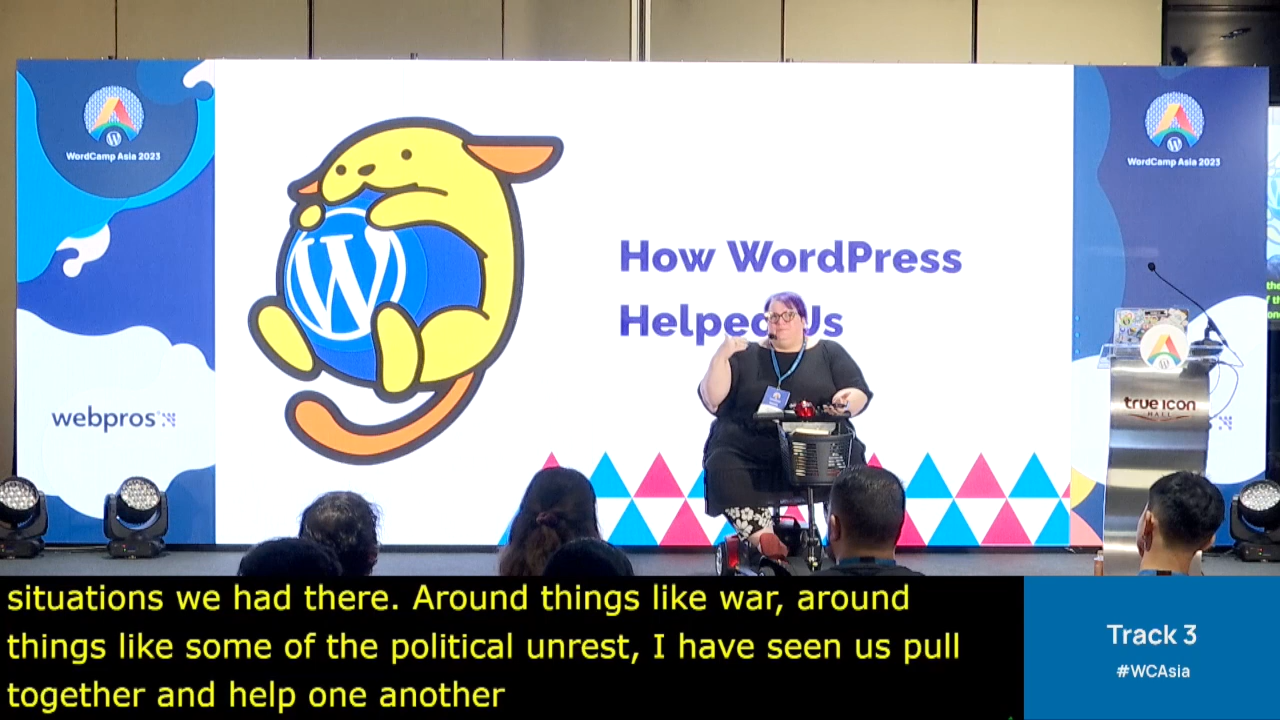 WordCamp Asia 2023
WordCamp Asia 2023
How WordPress
Helped Us
webpros
true icon
HALL
situations we had there. Around things like war, around
things like some of the political unrest, I have seen us pull
together and help one another
Track 3
#WCAsia